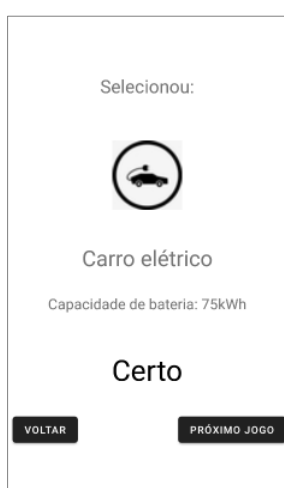 Selecionou:
Carro elétrico
Capacidade de bateria: 75kWh
Certo
VOLTAR
PRÓXIMO JOGO